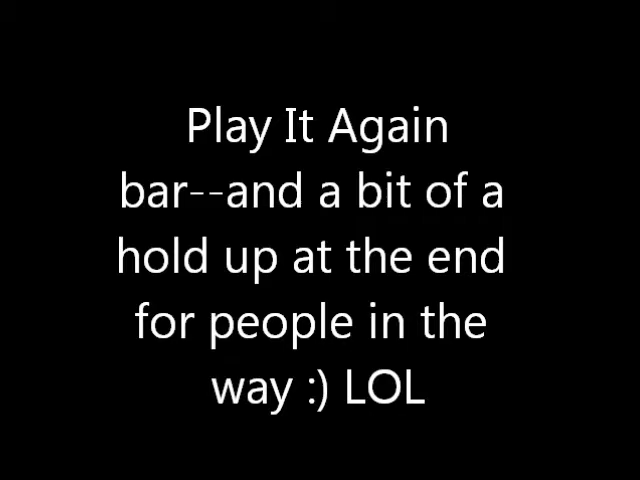 Play It Again
bar--and a bit of a
hold up at the end
for people in the
way :) LOL